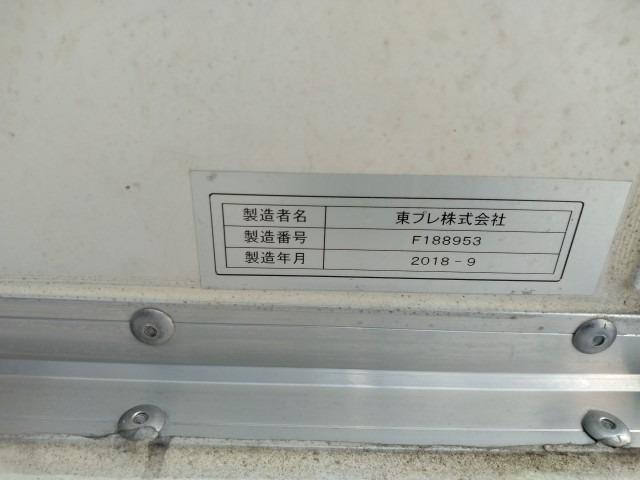 製造者名 東プレ株式会社
製造番号 F188953
製造年月 2018-9